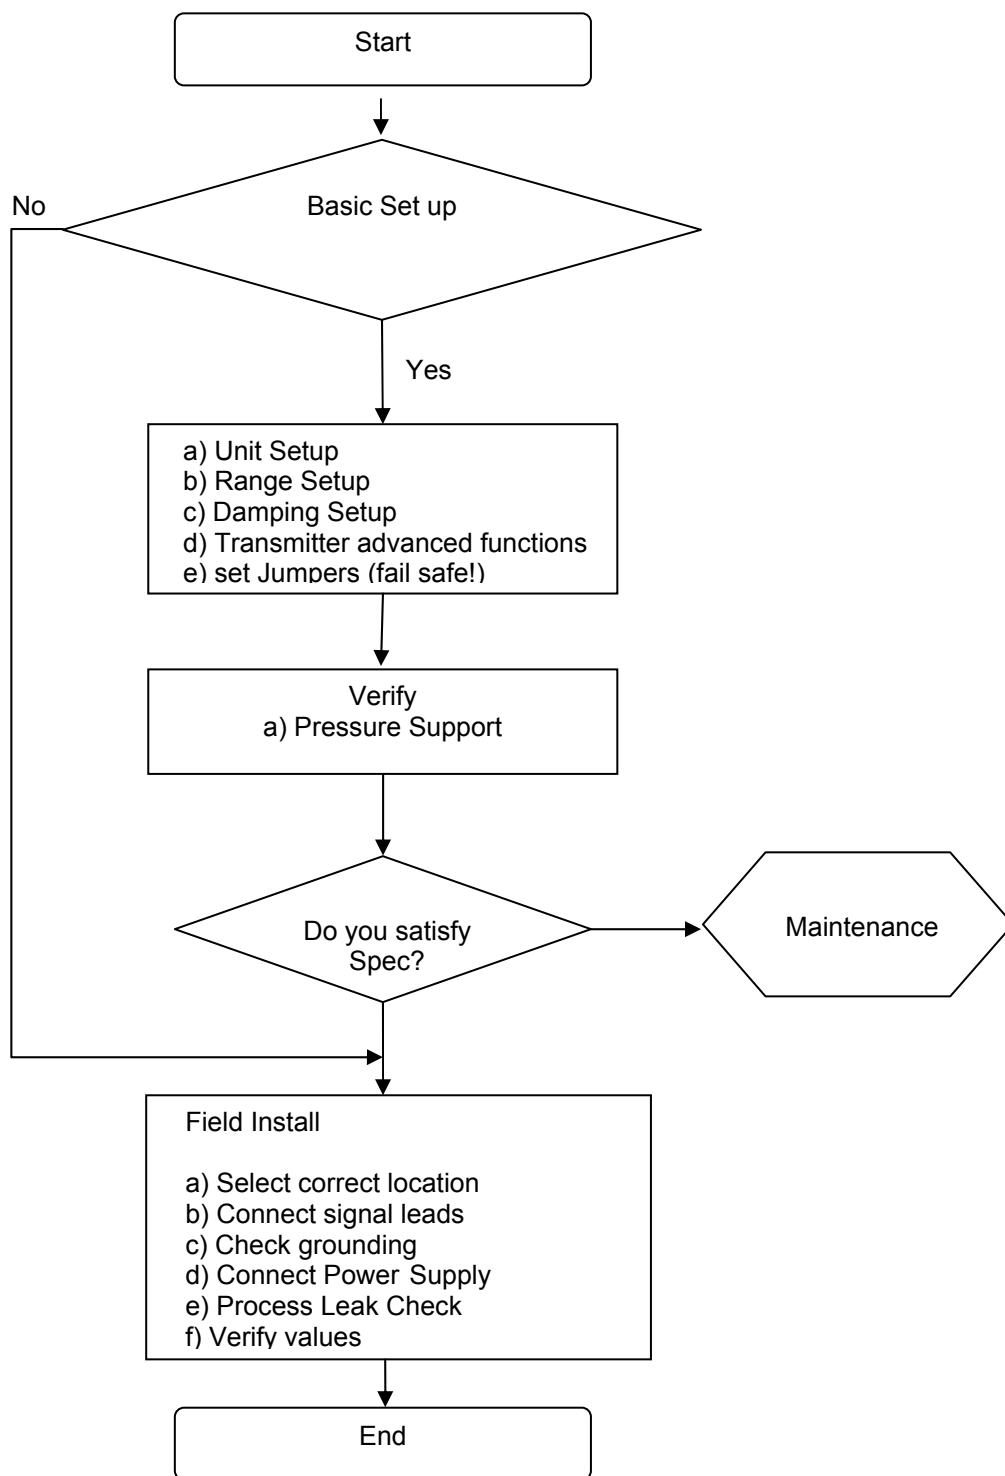 Start
Basic Set up
No
Yes
a) Unit Setup
b) Range Setup
c) Damping Setup
d) Transmitter advanced functions
e) set Jumpers (fail safe!)
Verify
a) Pressure Support
Do you satisfy
Spec?
Maintenance
Field Install
a) Select correct location
b) Connect signal leads
c) Check grounding
d) Connect Power Supply
e) Process Leak Check
f) Verify values
End